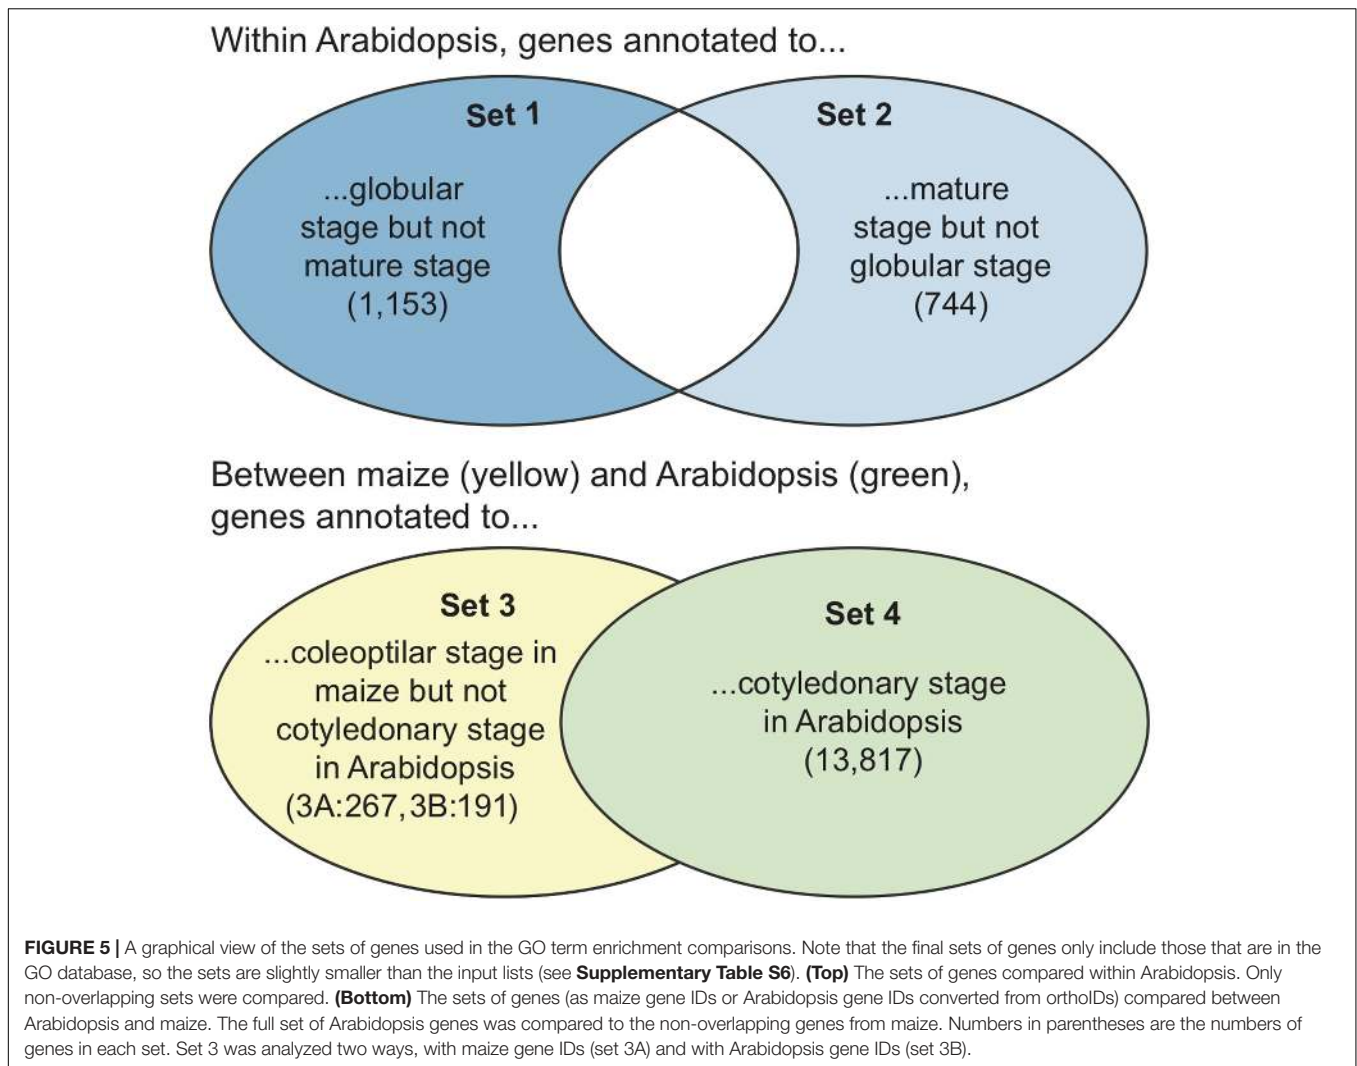 Within Arabidopsis, genes annotated to...
Set 1
...globular
stage but not
mature stage
(1,153)
Set 2
...mature
stage but not
globular stage
(744)
Between maize (yellow) and Arabidopsis (green),
genes annotated to...
Set 3
...coleoptilar stage in
maize but not
cotyledonary stage
in Arabidopsis
(3A:267,3B:191)
Set 4
...cotyledonary stage
in Arabidopsis
(13,817)
FIGURE 5 | A graphical view of the sets of genes used in the GO term enrichment comparisons. Note that the final sets of genes only include those that are in the
GO database, so the sets are slightly smaller than the input lists (see Supplementary Table S6). (Top) The sets of genes compared within Arabidopsis. Only
non-overlapping sets were compared. (Bottom) The sets of genes (as maize gene IDs or Arabidopsis gene IDs converted from orthoIDs) compared between
Arabidopsis and maize. The full set of Arabidopsis genes was compared to the non-overlapping genes from maize. Numbers in parentheses are the numbers of
genes in each set. Set 3 was analyzed two ways, with maize gene IDs (set 3A) and with Arabidopsis gene IDs (set 3B).